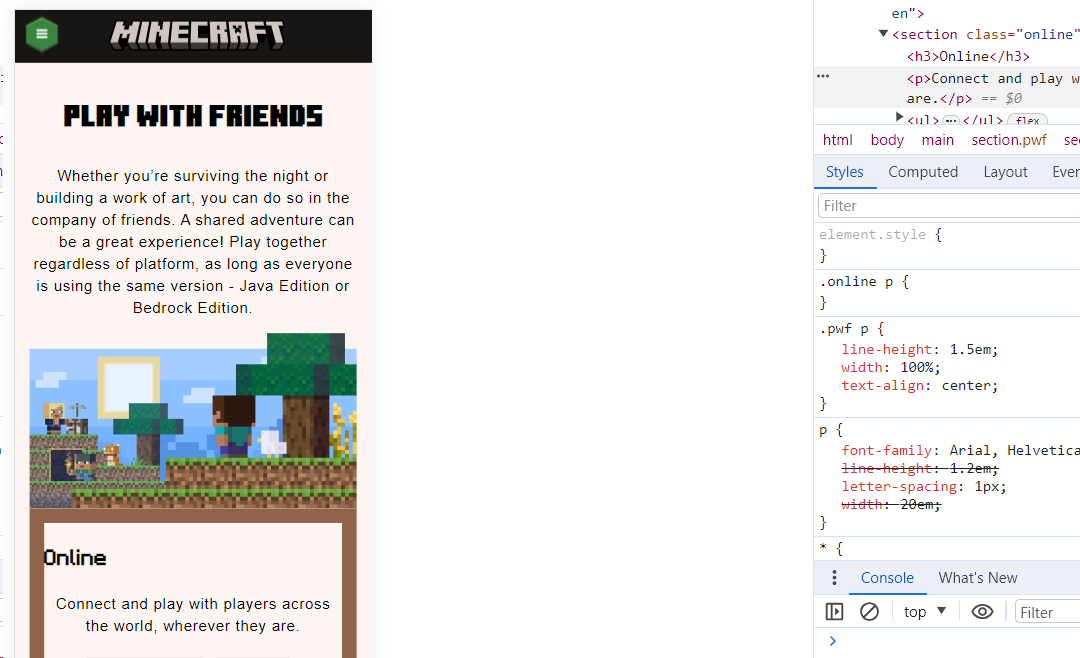 MINECRAFT
PLAY WITH FRIENDS
Whether you’re surviving the night or
building a work of art, you can do so in the
company of friends. A shared adventure can
be a great experience! Play together
regardless of platform, as long as everyone
is using the same version - Java Edition or
Bedrock Edition.
Online
Connect and play with players across
the world, wherever they are.
en">
<section class="online"
<h3>Online</h3>
<p>Connect and play w
are.</p> == $0
<ul>…</ul> flex
html body main section.pwf se
Styles Computed Layout Ever
Filter
element.style {
}
.online p {
}
.pwf p {
line-height: 1.5em;
width: 100%;
text-align: center;
}
p {
font-family: Arial, Helvetica
line-height: 1.2em;
letter-spacing: 1px;
width: 20em;
}
* {
Console What's New
top Filter